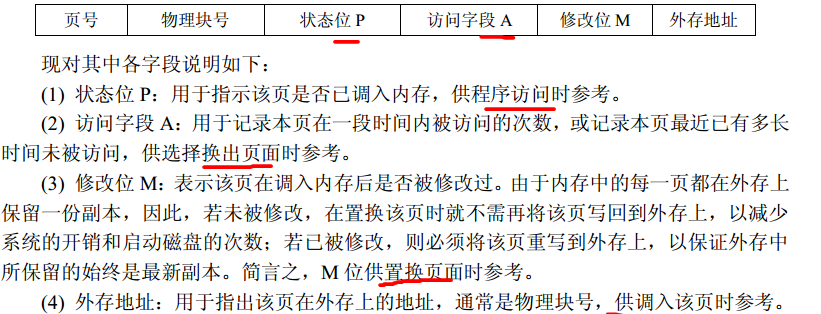 页号 物理块号 状态位 P 访问字段 A 修改位 M 外存地址
现对其中各字段说明如下：
(1) 状态位 P：用于指示该页是否已调入内存，供程序访问时参考。
(2) 访问字段 A：用于记录本页在一段时间内被访问的次数，或记录本页最近已有多长
时间未被访问，供选择换出页面时参考。
(3) 修改位 M：表示该页在调入内存后是否被修改过。由于内存中的每一页都在外存上
保留一份副本，因此，若未被修改，在置换该页时就不需再将该页写回到外存上，以减少
系统的开销和启动磁盘的次数；若已被修改，则必须将该页重写到外存上，以保证外存中
所保留的始终是最新副本。简言之，M 位供置换页面时参考。
(4) 外存地址：用于指出该页在外存上的地址，通常是物理块号，供调入该页时参考。